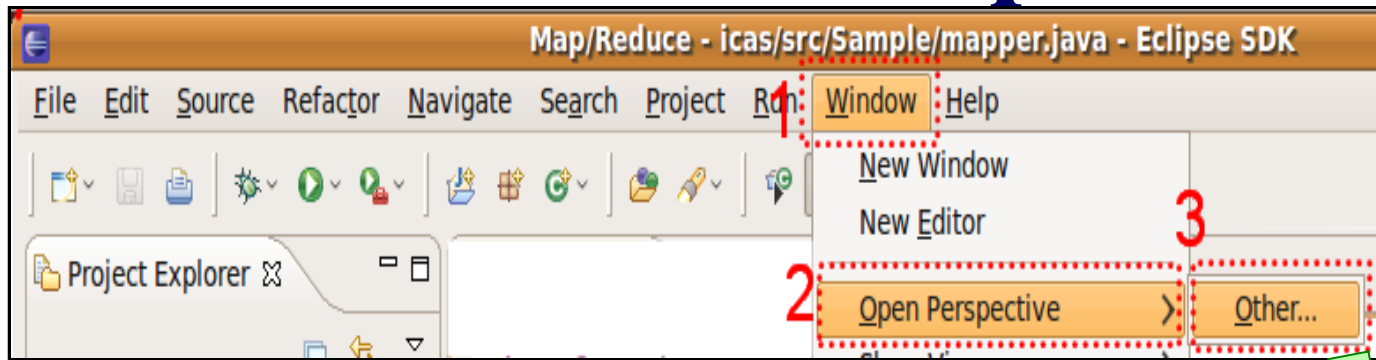 Map/Reduce - icas/src/Sample/mapper.java - Eclipse SDK
File Edit Source Refactor Navigate Search Project Run Window Help
1
New Window
New Editor
3
Project Explorer
2
Open Perspective
Other...